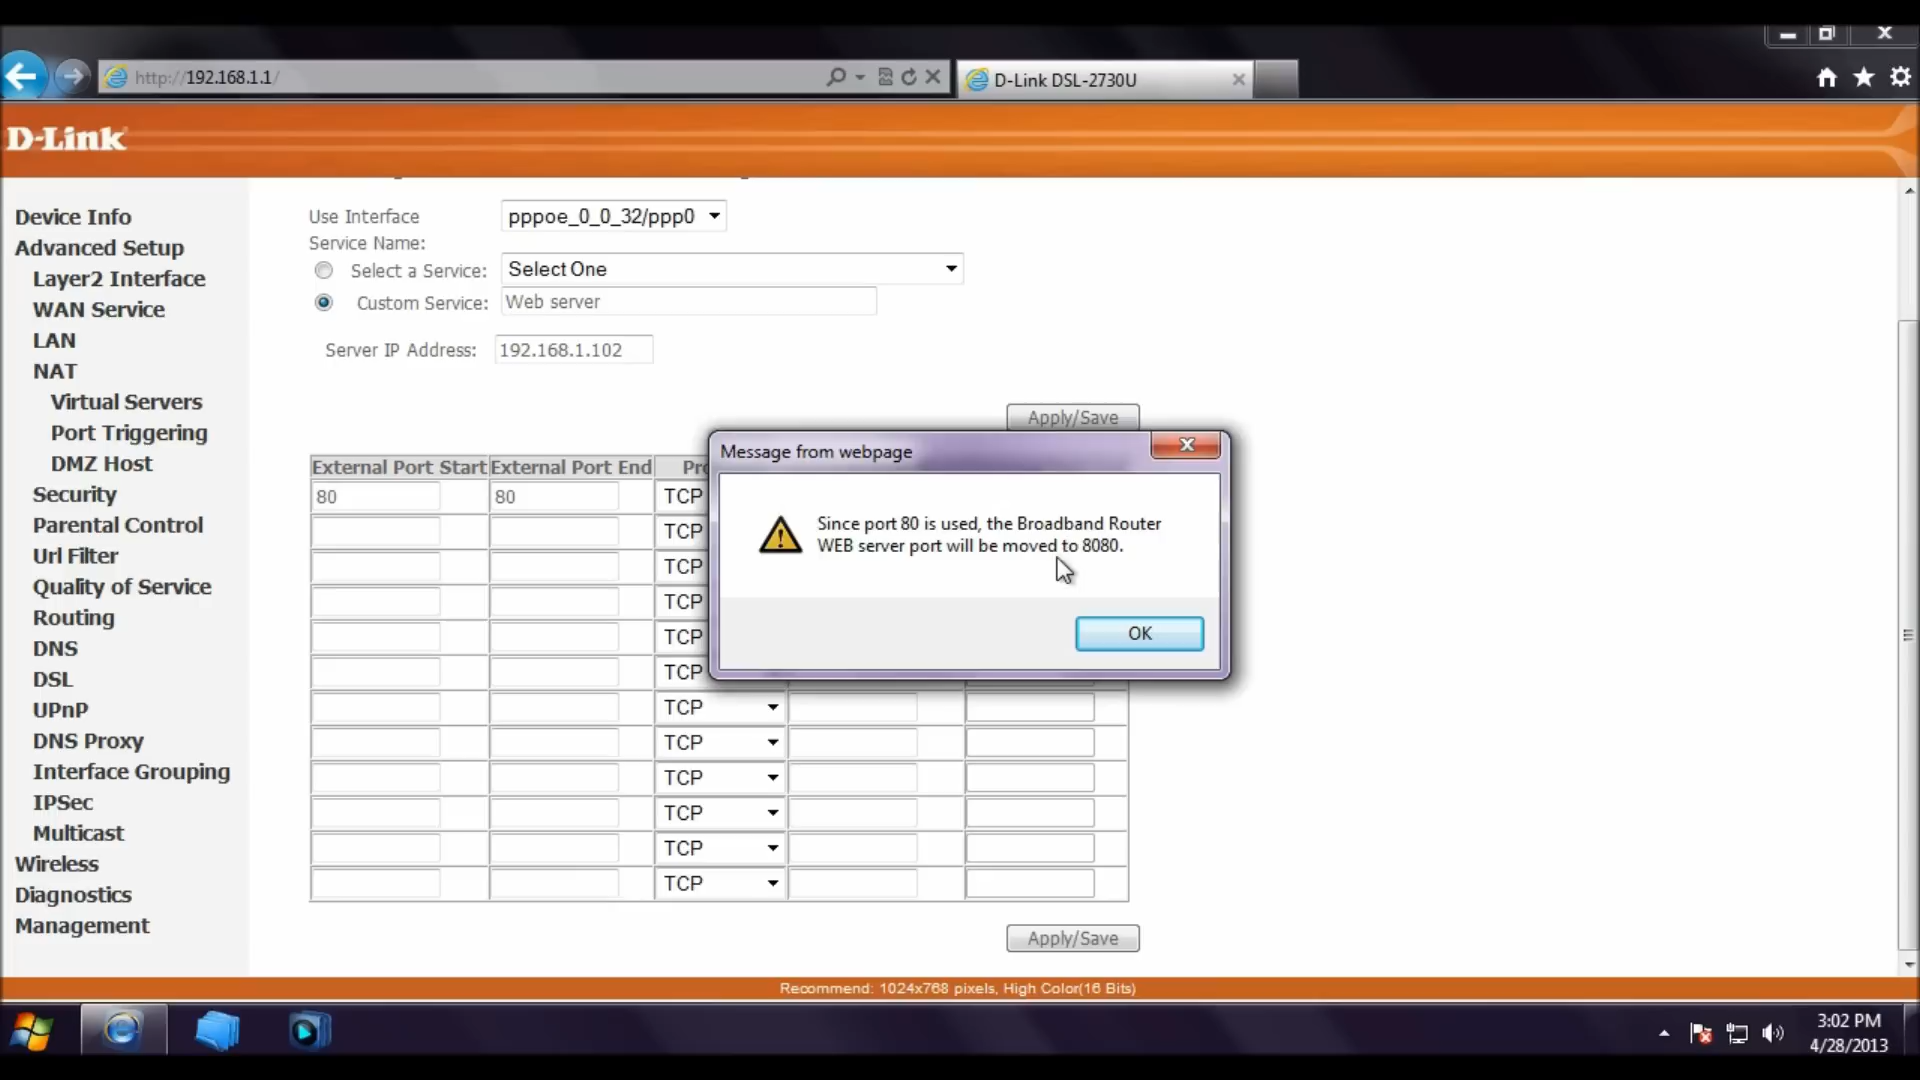 http://192.168.1.1/
D-Link DSL-2730U
D-Link
Device Info
Advanced Setup
Layer2 Interface
WAN Service
LAN
NAT
Virtual Servers
Port Triggering
DMZ Host
Security
Parental Control
Url Filter
Quality of Service
Routing
DNS
DSL
UPnP
DNS Proxy
Interface Grouping
IPSec
Multicast
Wireless
Diagnostics
Management
Use Interface pppoe_0_0_32/ppp0
Service Name:
Select a Service: Select One
Custom Service: Web server
Server IP Address: 192.168.1.102
Apply/Save
External Port Start External Port End
80 80 TCP
TCP
TCP
TCP
TCP
TCP
TCP
TCP
TCP
TCP
TCP
TCP
Message from webpage
Since port 80 is used, the Broadband Router
WEB server port will be moved to 8080.
OK
Apply/Save
Recommend: 1024x768 pixels, High Color(16 Bits)
3:02 PM
4/28/2013